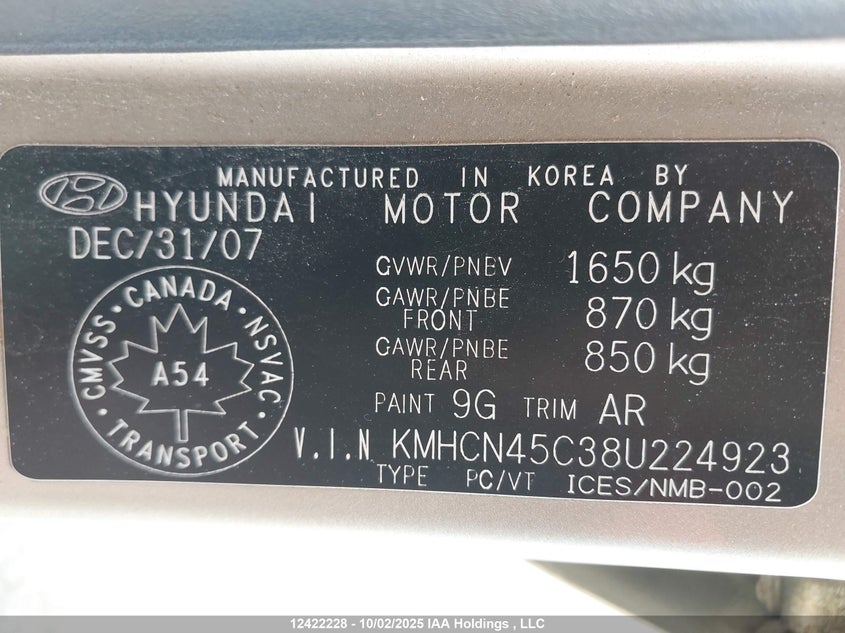 MANUFACTURED IN KOREA BY
HYUNDAI MOTOR COMPANY
DEC/31/07
GVWR/PNBV 1650 kg
GAWR/PNBE FRONT 870 kg
GAWR/PNBE REAR 850 kg
PAINT 9G TRIM AR
V.I.N KMHCN45C38U224923
TYPE PC/VT ICES/NMB-002
CMVSS · CANADA · NSVAC · TRANSPORT ·
A54
12422228 - 10/02/2025 IAA Holdings , LLC